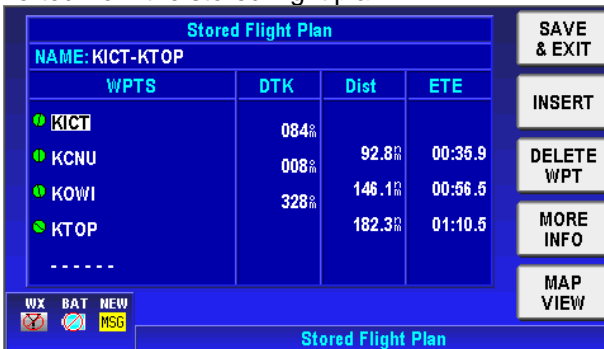 Stored Flight Plan
NAME: KICT-KTOP
WPTS DTK Dist ETE
KICT
084°m
KCNU 92.8nm 00:35.9
008°m
KOWI 146.1nm 00:56.5
328°m
KTOP 182.3nm 01:10.5
------
SAVE
& EXIT
INSERT
DELETE
WPT
MORE
INFO
MAP
VIEW
WX BAT NEW
MSG
Stored Flight Plan